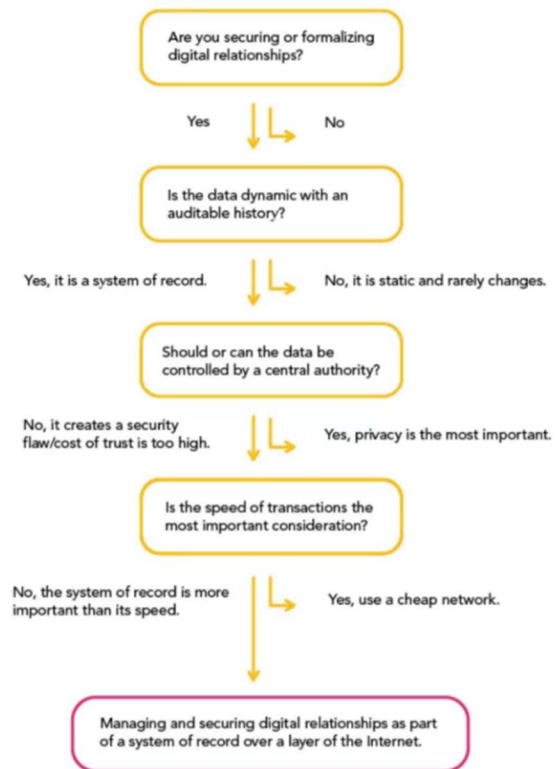 Are you securing or formalizing
digital relationships?
Yes
No
Is the data dynamic with an
auditable history?
Yes, it is a system of record.
No, it is static and rarely changes.
Should or can the data be
controlled by a central authority?
No, it creates a security
flaw/cost of trust is too high.
Yes, privacy is the most important.
Is the speed of transactions the
most important consideration?
No, the system of record is more
important than its speed.
Yes, use a cheap network.
Managing and securing digital relationships as part
of a system of record over a layer of the Internet.